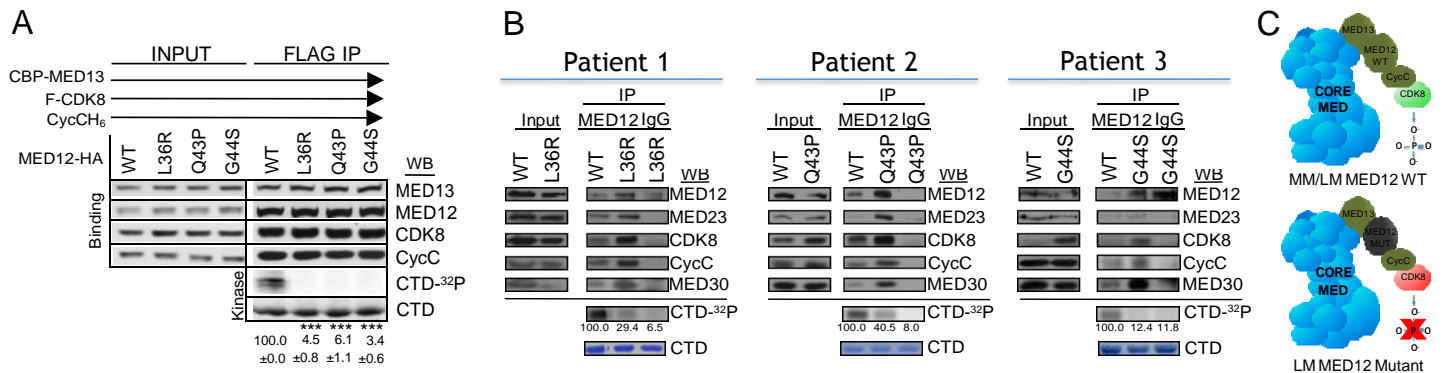 A
INPUT FLAG IP
CBP-MED13
F-CDK8
CycCH6
MED12-HA WT L36R Q43P G44S WT L36R Q43P G44S WB
Binding
MED13
MED12
CDK8
CycC
Kinase
CTD-32P
CTD
*** *** ***
100.0 4.5 6.1 3.4
±0.0 ±0.8 ±1.1 ±0.6
B
Patient 1
IP
Input MED12 IgG
WT L36R WT L36R L36R WB
MED12
MED23
CDK8
CycC
MED30
CTD-32P
100.0 29.4 6.5
CTD
Patient 2
IP
Input MED12 IgG
WT Q43P WT Q43P Q43P WB
MED12
MED23
CDK8
CycC
MED30
CTD-32P
100.0 40.5 8.0
CTD
Patient 3
IP
Input MED12 IgG
WT G44S WT G44S G44S WB
MED12
MED23
CDK8
CycC
MED30
CTD-32P
100.0 12.4 11.8
CTD
C
MED13
MED12
WT
CycC
CDK8
CORE
MED
O-
O- P O-
O-
MM/LM MED12 WT
MED13
MED12
MUT
CycC
CDK8
CORE
MED
O-
O- P O-
O-
LM MED12 Mutant